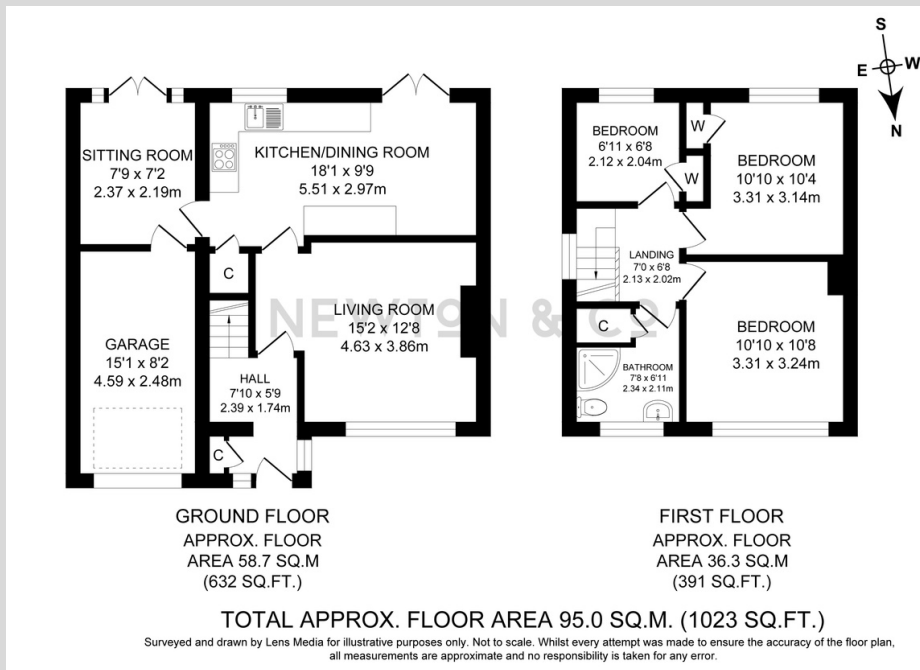 S
E W
N
SITTING ROOM
7'9 x 7'2
2.37 x 2.19m
KITCHEN/DINING ROOM
18'1 x 9'9
5.51 x 2.97m
C
LIVING ROOM
15'2 x 12'8
4.63 x 3.86m
GARAGE
15'1 x 8'2
4.59 x 2.48m
HALL
7'10 x 5'9
2.39 x 1.74m
C
BEDROOM
6'11 x 6'8
2.12 x 2.04m
W
W
BEDROOM
10'10 x 10'4
3.31 x 3.14m
LANDING
7'0 x 6'8
2.13 x 2.02m
C
BEDROOM
10'10 x 10'8
3.31 x 3.24m
BATHROOM
7'8 x 6'11
2.34 x 2.11m
NEWTON & CO
GROUND FLOOR
APPROX. FLOOR
AREA 58.7 SQ.M
(632 SQ.FT.)
FIRST FLOOR
APPROX. FLOOR
AREA 36.3 SQ.M
(391 SQ.FT.)
TOTAL APPROX. FLOOR AREA 95.0 SQ.M. (1023 SQ.FT.)
Surveyed and drawn by Lens Media for illustrative purposes only. Not to scale. Whilst every attempt was made to ensure the accuracy of the floor plan,
all measurements are approximate and no responsibility is taken for any error.